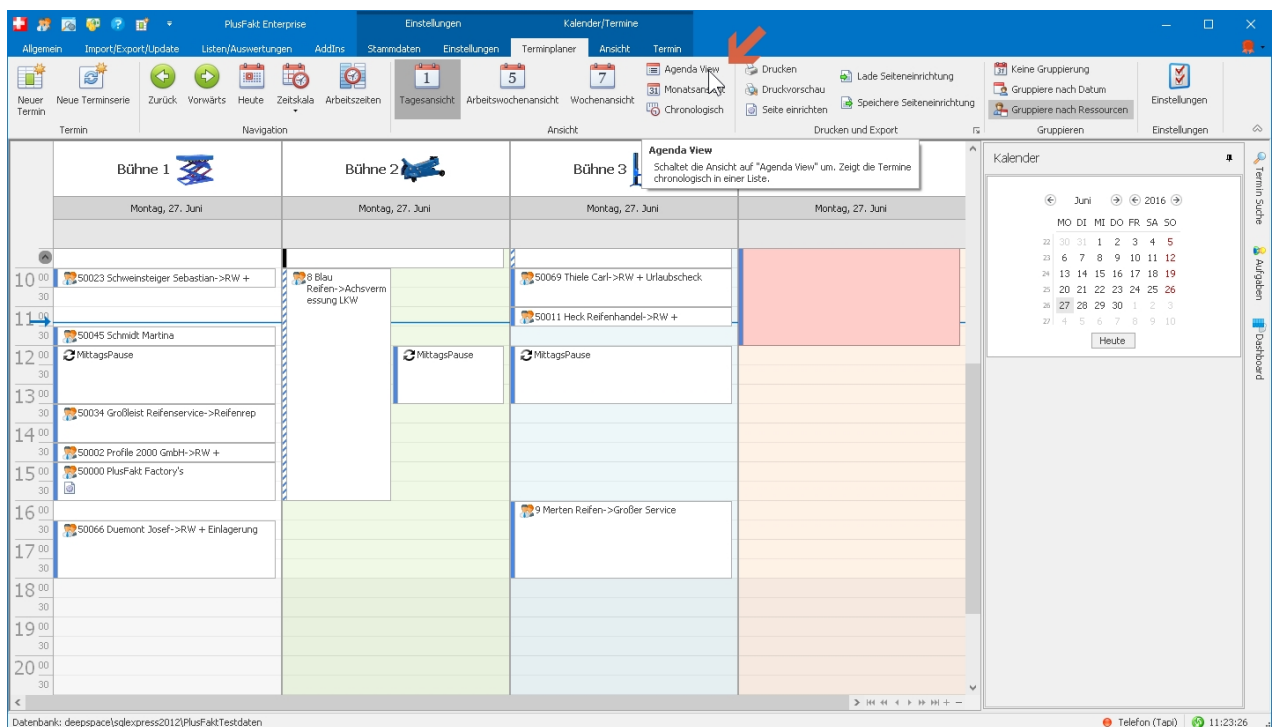 PlusFakt Enterprise
Einstellungen
Kalender/Termine
Allgemein Import/Export/Update Listen/Auswertungen AddIns Stammdaten Einstellungen Terminplaner Ansicht Termin
Neuer Termin
Neue Terminserie
Zurück
Vorwärts
Heute
Zeitskala
Arbeitszeiten
1
Tagesansicht
5
Arbeitswochenansicht
7
Wochenansicht
Agenda View
31
Chronologisch
Drucken
Druckvorschau
Seite einrichten
Lade Seiteneinrichtung
Speichere Seiteneinrichtung
Keine Gruppierung
Gruppiere nach Datum
Gruppiere nach Ressourcen
Einstellungen
Termin
Navigation
Ansicht
Drucken und Export
Gruppieren
Einstellungen
Agenda View
Schaltet die Ansicht auf "Agenda View" um. Zeigt die Termine
chronologisch in einer Liste.
Bühne 1
Bühne 2
Bühne 3
Montag, 27. Juni
Montag, 27. Juni
Montag, 27. Juni
Montag, 27. Juni
10 00
30
11 00
30
12 00
30
13 00
30
14 00
30
15 00
30
16 00
30
17 00
30
18 00
30
19 00
30
20 00
30
50023 Schweinsteiger Sebastian->RW +
50045 Schmidt Martina
MittagsPause
50034 Großleist Reifenservice->Reifenrep
50002 Profile 2000 GmbH->RW +
50000 PlusFakt Factory's
50066 Duemont Josef->RW + Einlagerung
8 Blau
Reifen->Achsverm
essung LKW
MittagsPause
50069 Thiele Carl->RW + Urlaubscheck
50011 Heck Reifenhandel->RW +
MittagsPause
9 Merten Reifen->Großer Service
Kalender
Juni 2016
MO DI MI DO FR SA SO
22 30 31 1 2 3 4 5
23 6 7 8 9 10 11 12
24 13 14 15 16 17 18 19
25 20 21 22 23 24 25 26
26 27 28 29 30 1 2 3
27 4 5 6 7 8 9 10
Heute
Termin Suche
Aufgaben
Dashboard
Datenbank: deepspace\sqlexpress2012\PlusFaktTestdaten
Telefon (Tapi)
11:23:26